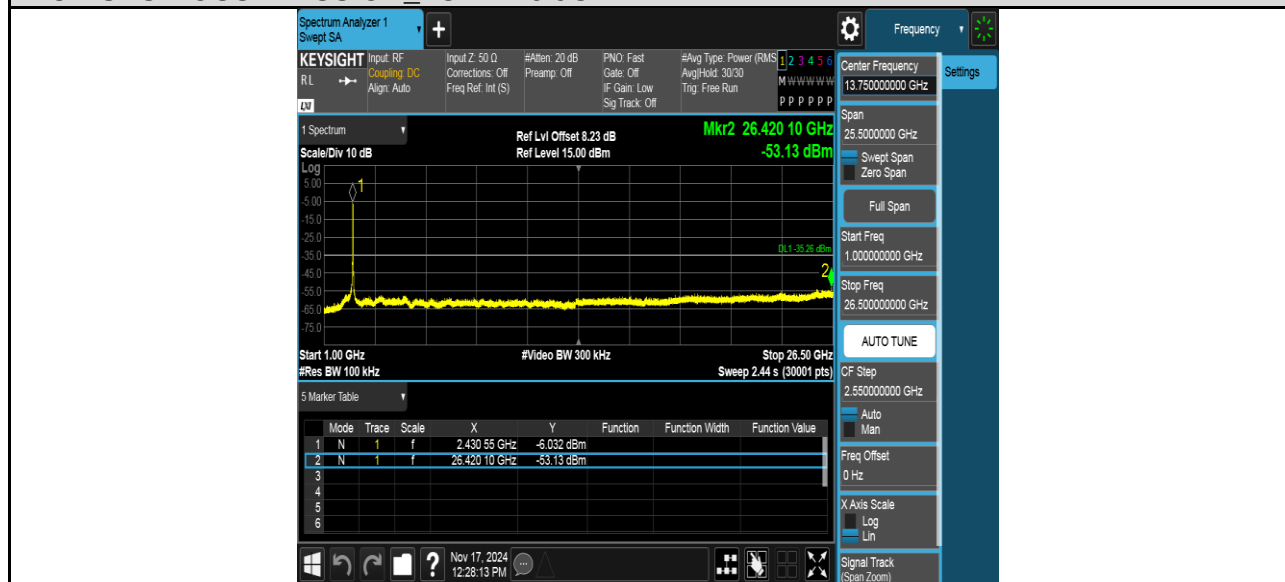 Spectrum Analyzer 1
Swept SA
+
Frequency
KEYSIGHT
RL
LXI
Input: RF
Coupling: DC
Align: Auto
Input Z: 50 Ω
Corrections: Off
Freq Ref: Int (S)
#Atten: 20 dB
Preamp: Off
PNO: Fast
Gate: Off
IF Gain: Low
Sig Track: Off
#Avg Type: Power (RMS
Avg|Hold: 30/30
Trig: Free Run
1 2 3 4 5 6
M W W W W W
P P P P P P
1 Spectrum
Scale/Div 10 dB
Ref Lvl Offset 8.23 dB
Ref Level 15.00 dBm
Mkr2 26.420 10 GHz
-53.13 dBm
Log
5.00
-5.00
-15.0
-25.0
-35.0
-45.0
-55.0
-65.0
-75.0
1
DL1 -35.26 dBm
2
Start 1.00 GHz
#Video BW 300 kHz
Stop 26.50 GHz
#Res BW 100 kHz
Sweep 2.44 s (30001 pts)
5 Marker Table
Mode Trace Scale X Y Function Function Width Function Value
1 N 1 f 2.430 55 GHz -6.032 dBm
2 N 1 f 26.420 10 GHz -53.13 dBm
3
4
5
6
?
Nov 17, 2024
12:28:13 PM
Center Frequency
13.750000000 GHz
Settings
Span
25.5000000 GHz
Swept Span
Zero Span
Full Span
Start Freq
1.000000000 GHz
Stop Freq
26.500000000 GHz
AUTO TUNE
CF Step
2.550000000 GHz
Auto
Man
Freq Offset
0 Hz
X Axis Scale
Log
Lin
Signal Track
(Span Zoom)